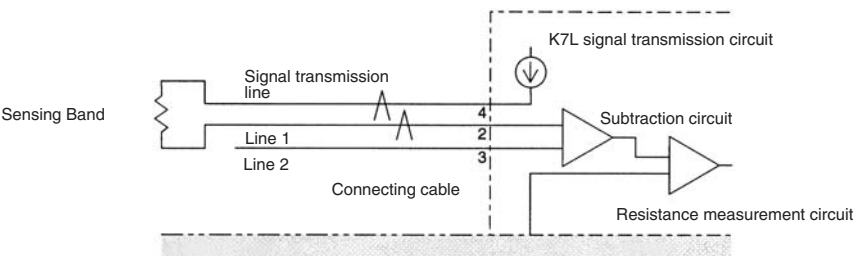 K7L signal transmission circuit
Signal transmission
line
Sensing Band
4
Subtraction circuit
2
Line 1
3
Line 2
Connecting cable
Resistance measurement circuit